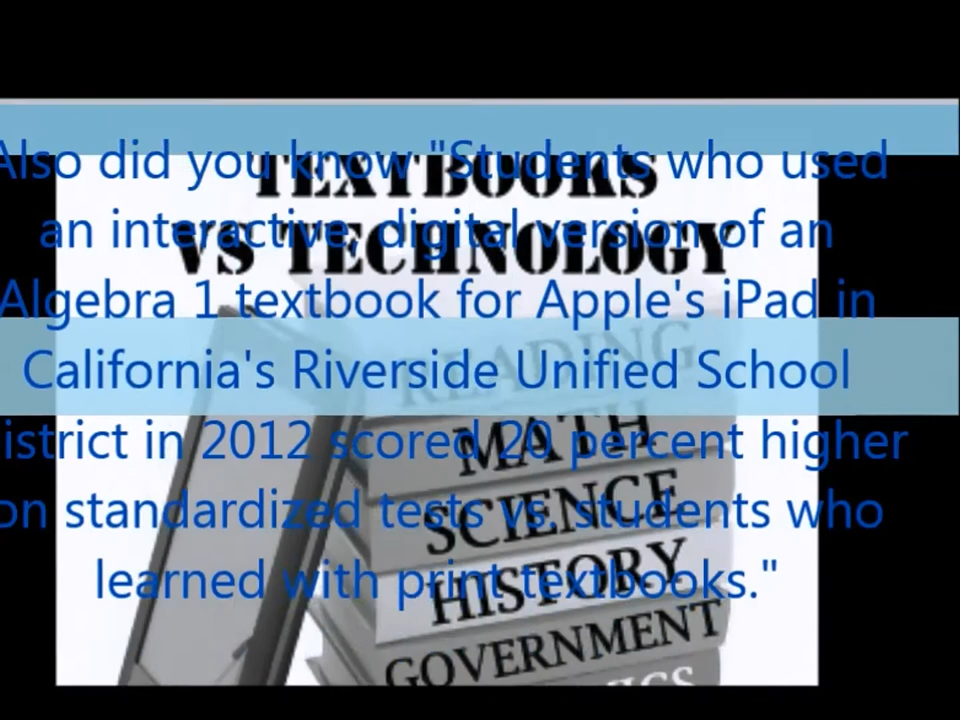 Also did you know "Students who used
an interactive, digital version of an
Algebra 1 textbook for Apple's iPad in
California's Riverside Unified School
istrict in 2012 scored 20 percent higher
on standardized tests vs. students who
learned with print textbooks."
TEXTBOOKS
VS TECHNOLOGY
READING
MATH
SCIENCE
HISTORY
GOVERNMENT